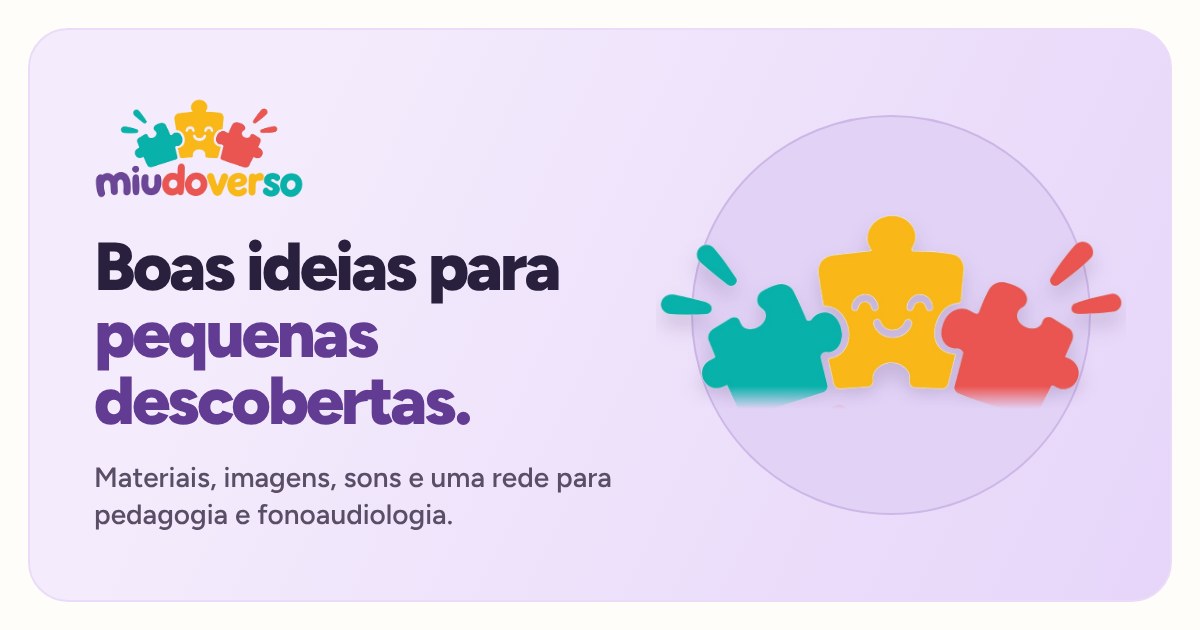 miudoverso
Boas ideias para
pequenas
descobertas.
Materiais, imagens, sons e uma rede para
pedagogia e fonoaudiologia.